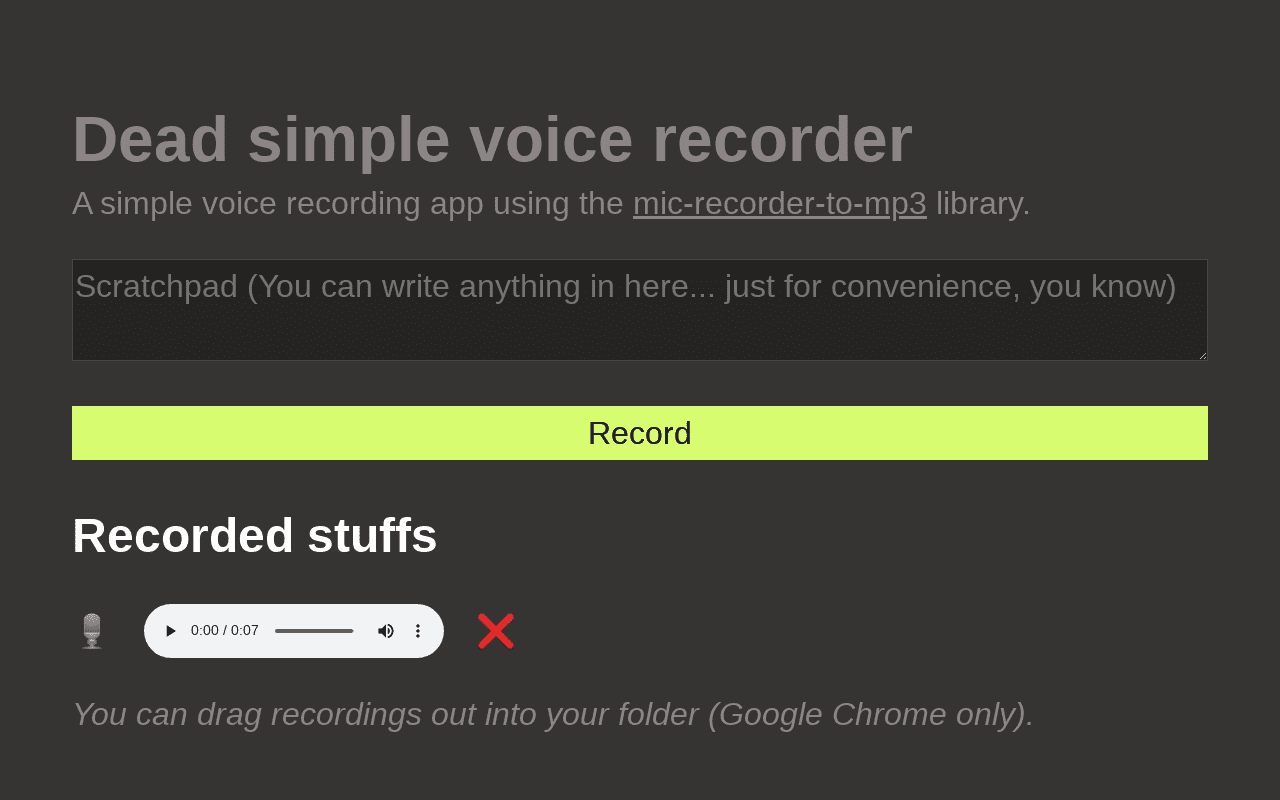 Dead simple voice recorder
A simple voice recording app using the mic-recorder-to-mp3 library.
Scratchpad (You can write anything in here... just for convenience, you know)
Record
Recorded stuffs
0:00 / 0:07
You can drag recordings out into your folder (Google Chrome only).